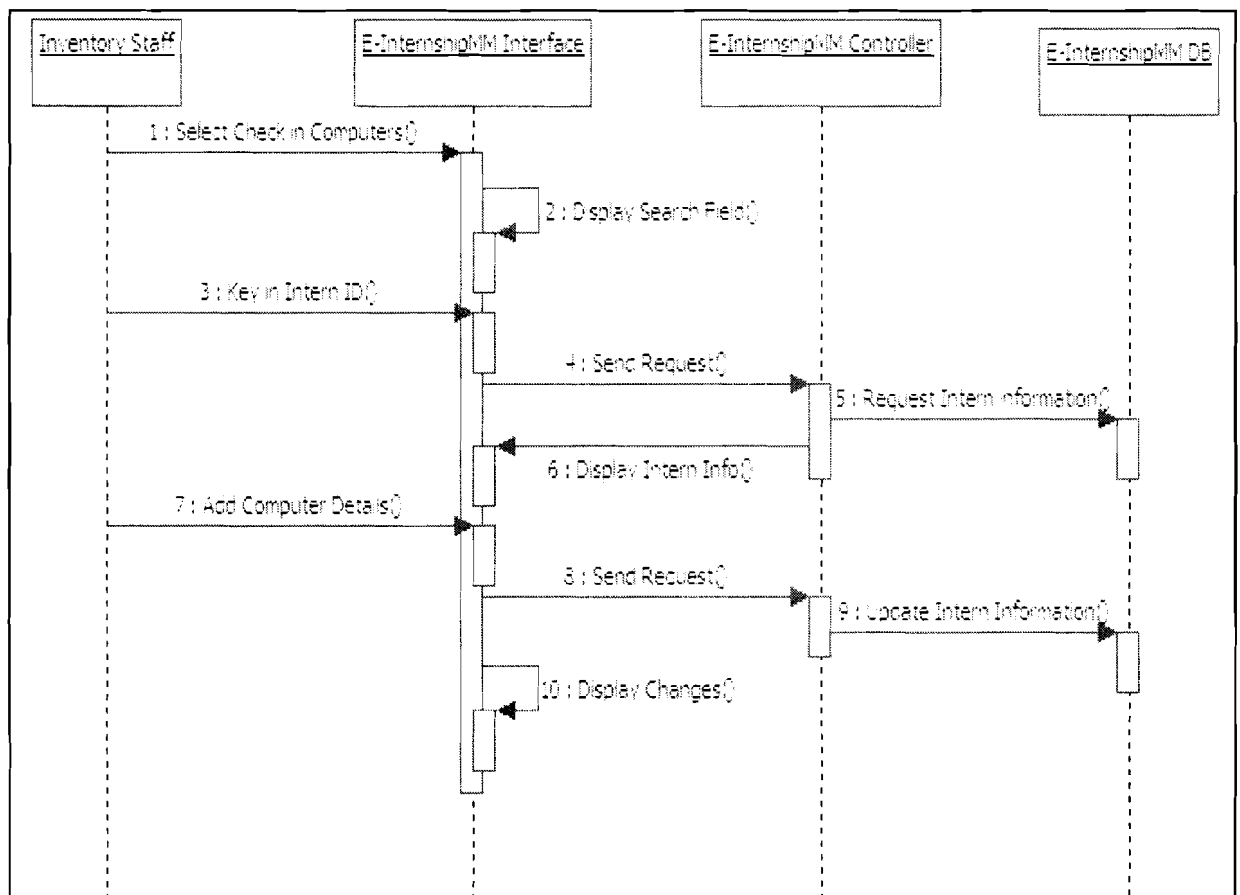 Inventory Staff
E-InternshipMM Interface
E-InternshipMM Controller
E-InternshipMM DB
1 : Select Check in Computers()
2 : Display Search Field()
3 : Key in Intern ID()
4 : Send Request()
5 : Request Intern Information()
6 : Display Intern Info()
7 : Add Computer Details()
8 : Send Request()
9 : Update Intern Information()
10 : Display Changes()